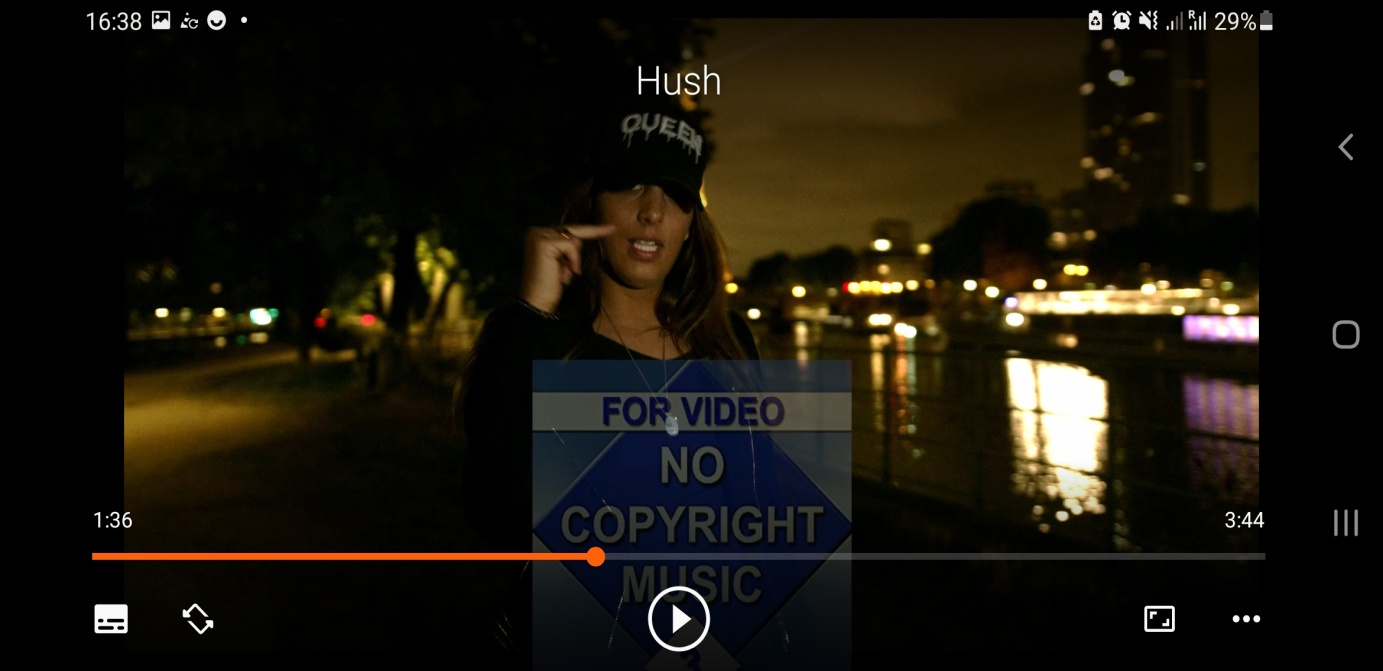 16:38
29%
Hush
QUEEN
FOR VIDEO
NO
COPYRIGHT
MUSIC
1:36
3:44